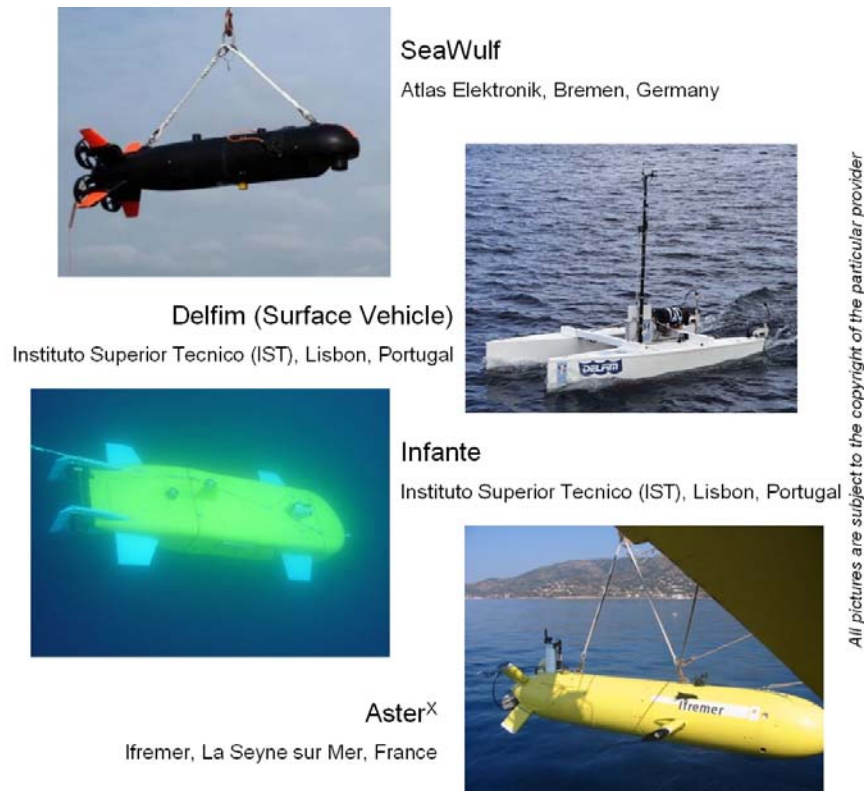 SeaWulf
Atlas Elektronik, Bremen, Germany
Delfim (Surface Vehicle)
Instituto Superior Tecnico (IST), Lisbon, Portugal
DELFIM
Infante
Instituto Superior Tecnico (IST), Lisbon, Portugal
Ifremer
Aster^X
Ifremer, La Seyne sur Mer, France
All pictures are subject to the copyright of the particular provider